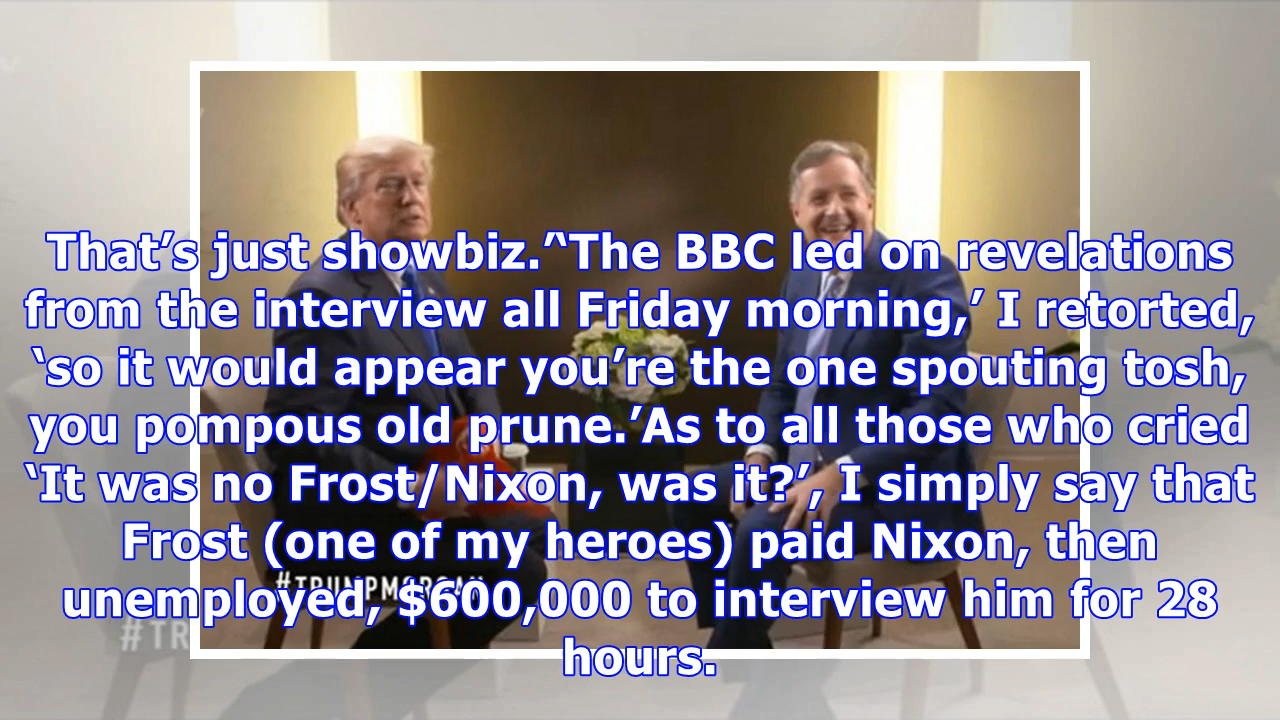 That’s just showbiz.’‘The BBC led on revelations
from the interview all Friday morning,’ I retorted,
‘so it would appear you’re the one spouting tosh,
you pompous old prune.’As to all those who cried
‘It was no Frost/Nixon, was it?’, I simply say that
Frost (one of my heroes) paid Nixon, then
#TRUMPMORGAN
unemployed, $600,000 to interview him for 28
#TR
hours.